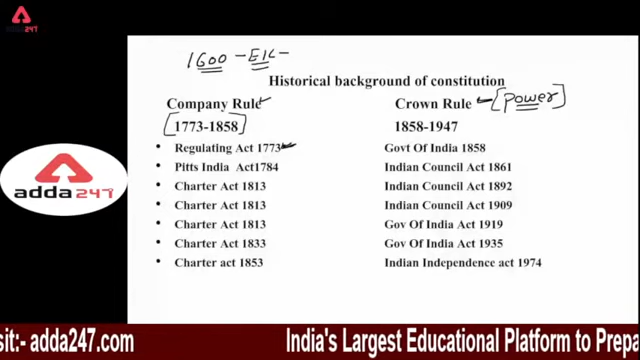 adda247
1600 - EIC -
Historical background of constitution
Company Rule
Crown Rule - [Power]
[1773-1858]
1858-1947
• Regulating Act 1773
Govt Of India 1858
• Pitts India Act1784
Indian Council Act 1861
• Charter Act 1813
Indian Council Act 1892
• Charter Act 1813
Indian Council Act 1909
• Charter Act 1813
Gov Of India Act 1919
• Charter Act 1833
Gov Of India Act 1935
• Charter act 1853
Indian Independence act 1974
adda247
sit:- adda247.com
India's Largest Educational Platform to Prepa